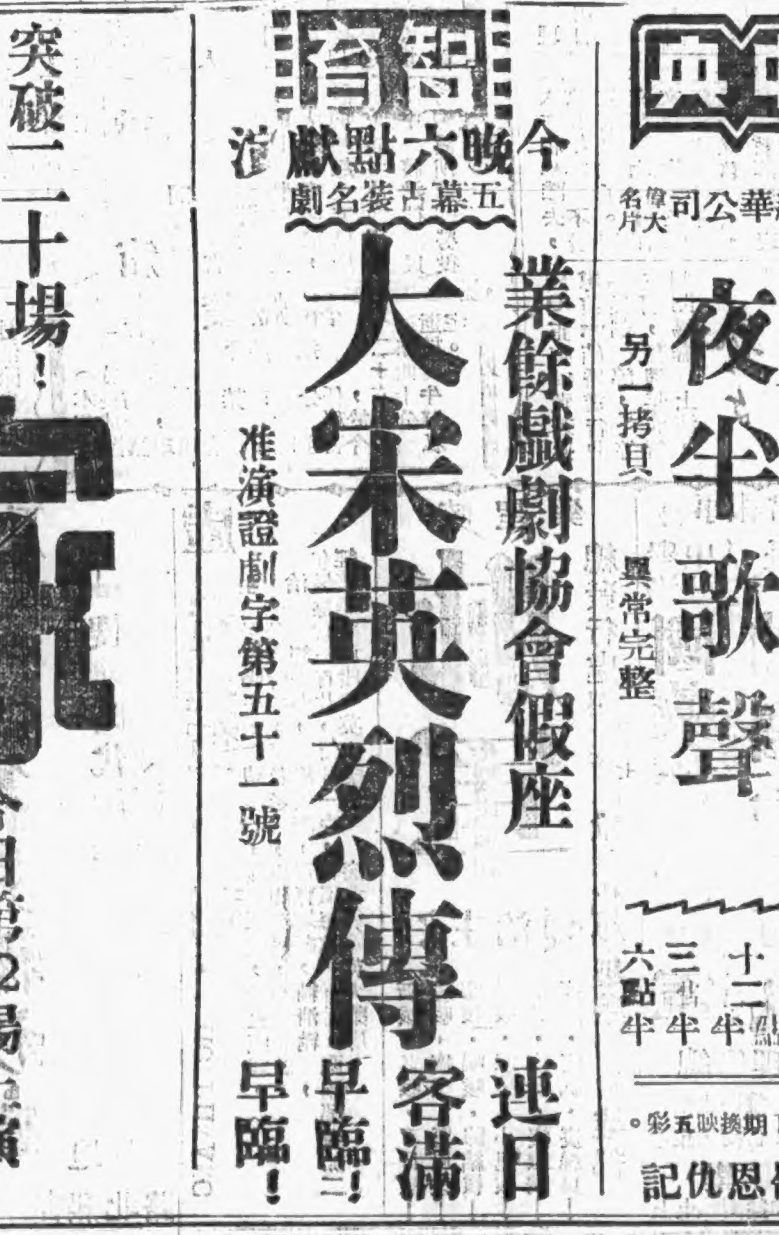 典
華公司
偉大
名片
夜半歌聲
另一拷貝
異常完整
十二點半
三點半
六點半
期換映五彩。
恩仇記
智育
今晚六點獻演
五幕古裝名劇
業餘戲劇協會假座
大宋英烈傳
准演證劇字第五十一號
連日
客滿
早臨!
早臨!
突破二十場!